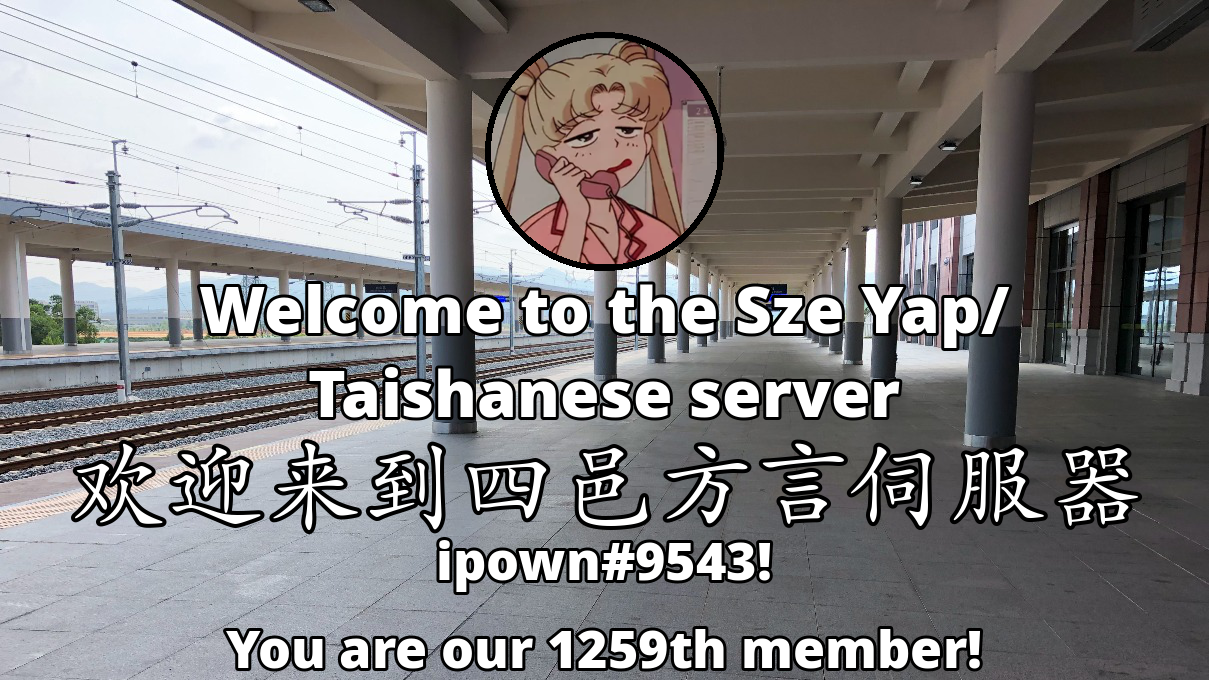 Welcome to the Sze Yap/
Taishanese server
欢迎来到四邑方言伺服器
ipown#9543!
You are our 1259th member!